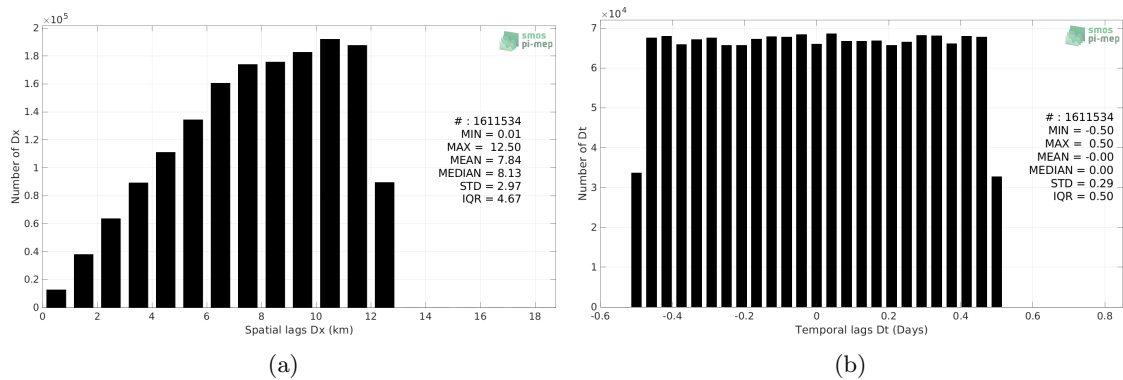 ×10^5
2
1.8
1.6
1.4
1.2
1
0.8
0.6
0.4
0.2
0
Number of Dx
0 2 4 6 8 10 12 14 16 18
Spatial lags Dx (km)
smos
pi-mep
# : 1611534
MIN = 0.01
MAX = 12.50
MEAN = 7.84
MEDIAN = 8.13
STD = 2.97
IQR = 4.67
(a)
×10^4
7
6
5
4
3
2
1
0
Number of Dt
-0.6 -0.4 -0.2 0 0.2 0.4 0.6 0.8
Temporal lags Dt (Days)
smos
pi-mep
# : 1611534
MIN = -0.50
MAX = 0.50
MEAN = -0.00
MEDIAN = 0.00
STD = 0.29
IQR = 0.50
(b)